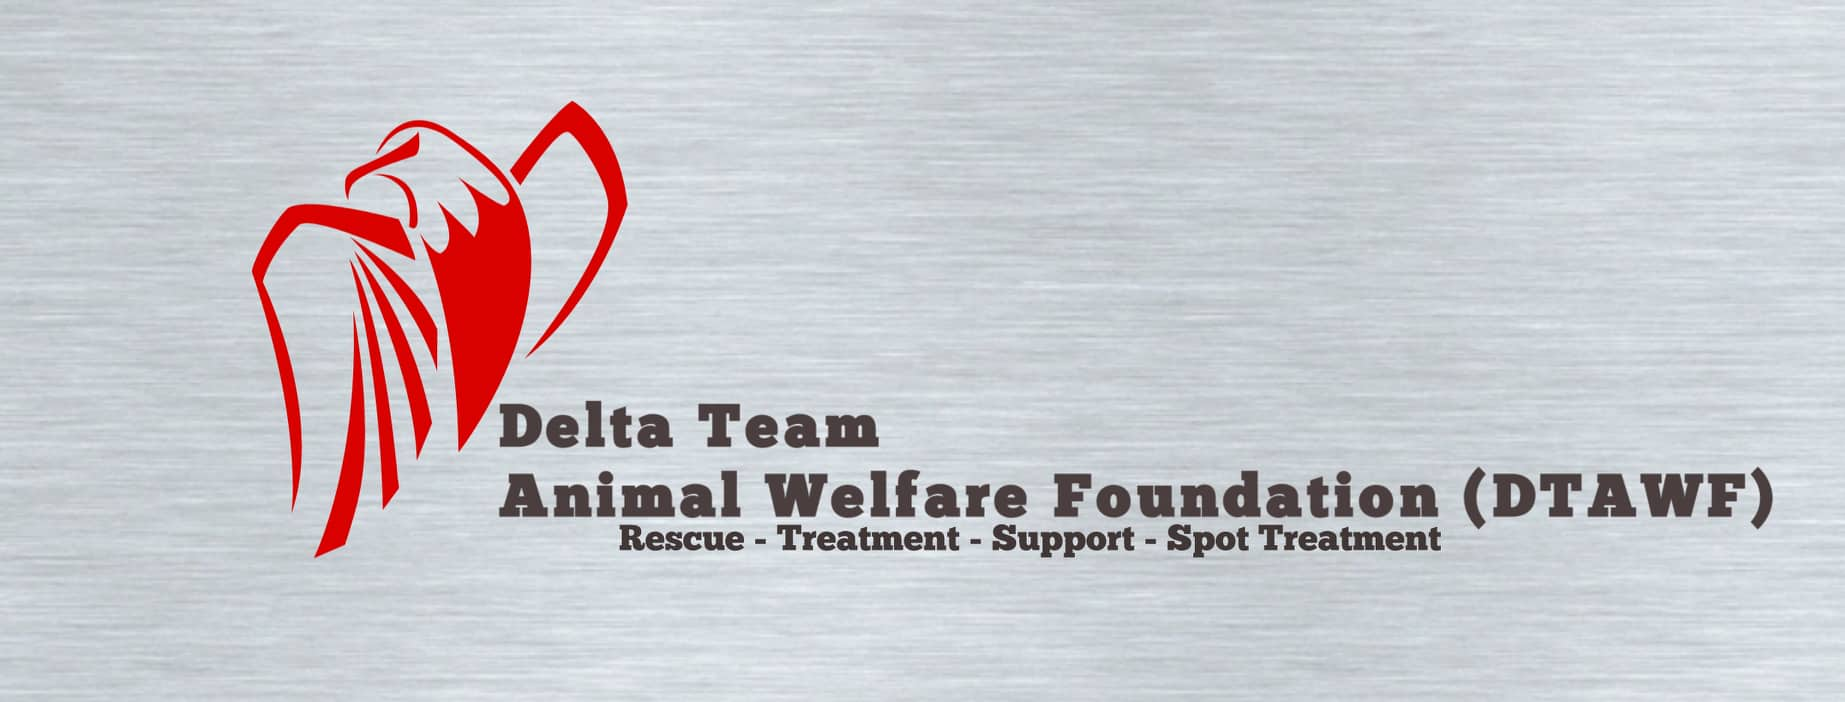 Delta Team
Animal Welfare Foundation (DTAWF)
Rescue - Treatment - Support - Spot Treatment